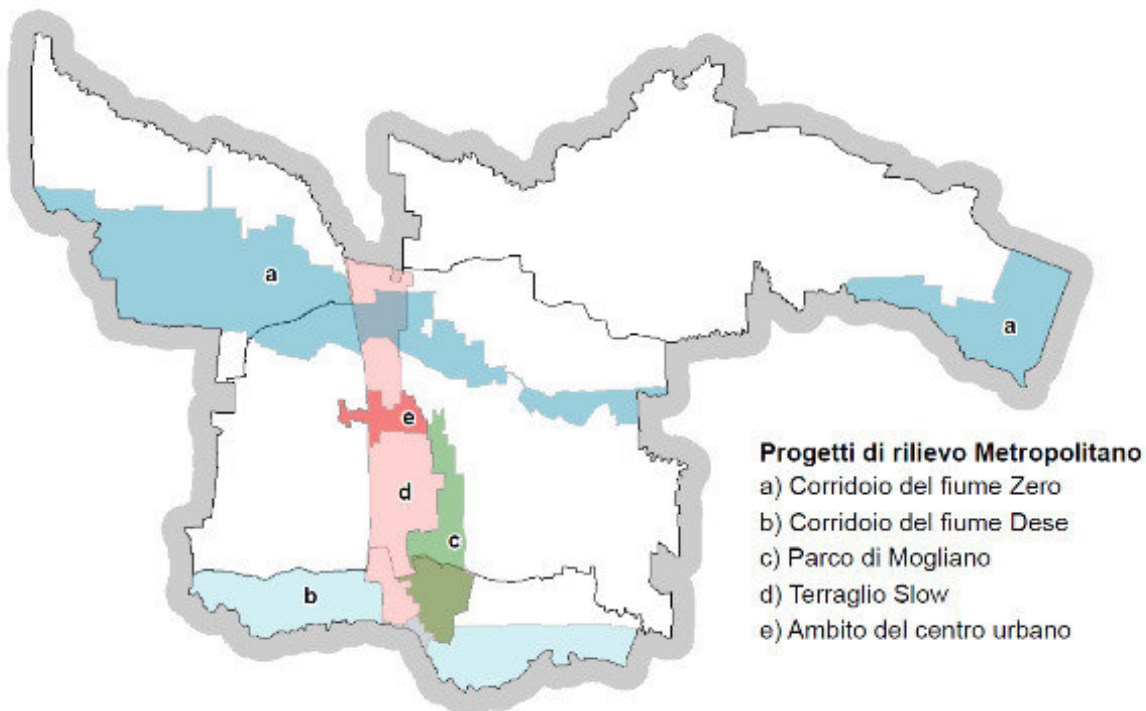 a
a
e
d
c
b
Progetti di rilievo Metropolitano
a) Corridoio del fiume Zero
b) Corridoio del fiume Dese
c) Parco di Mogliano
d) Terraglio Slow
e) Ambito del centro urbano